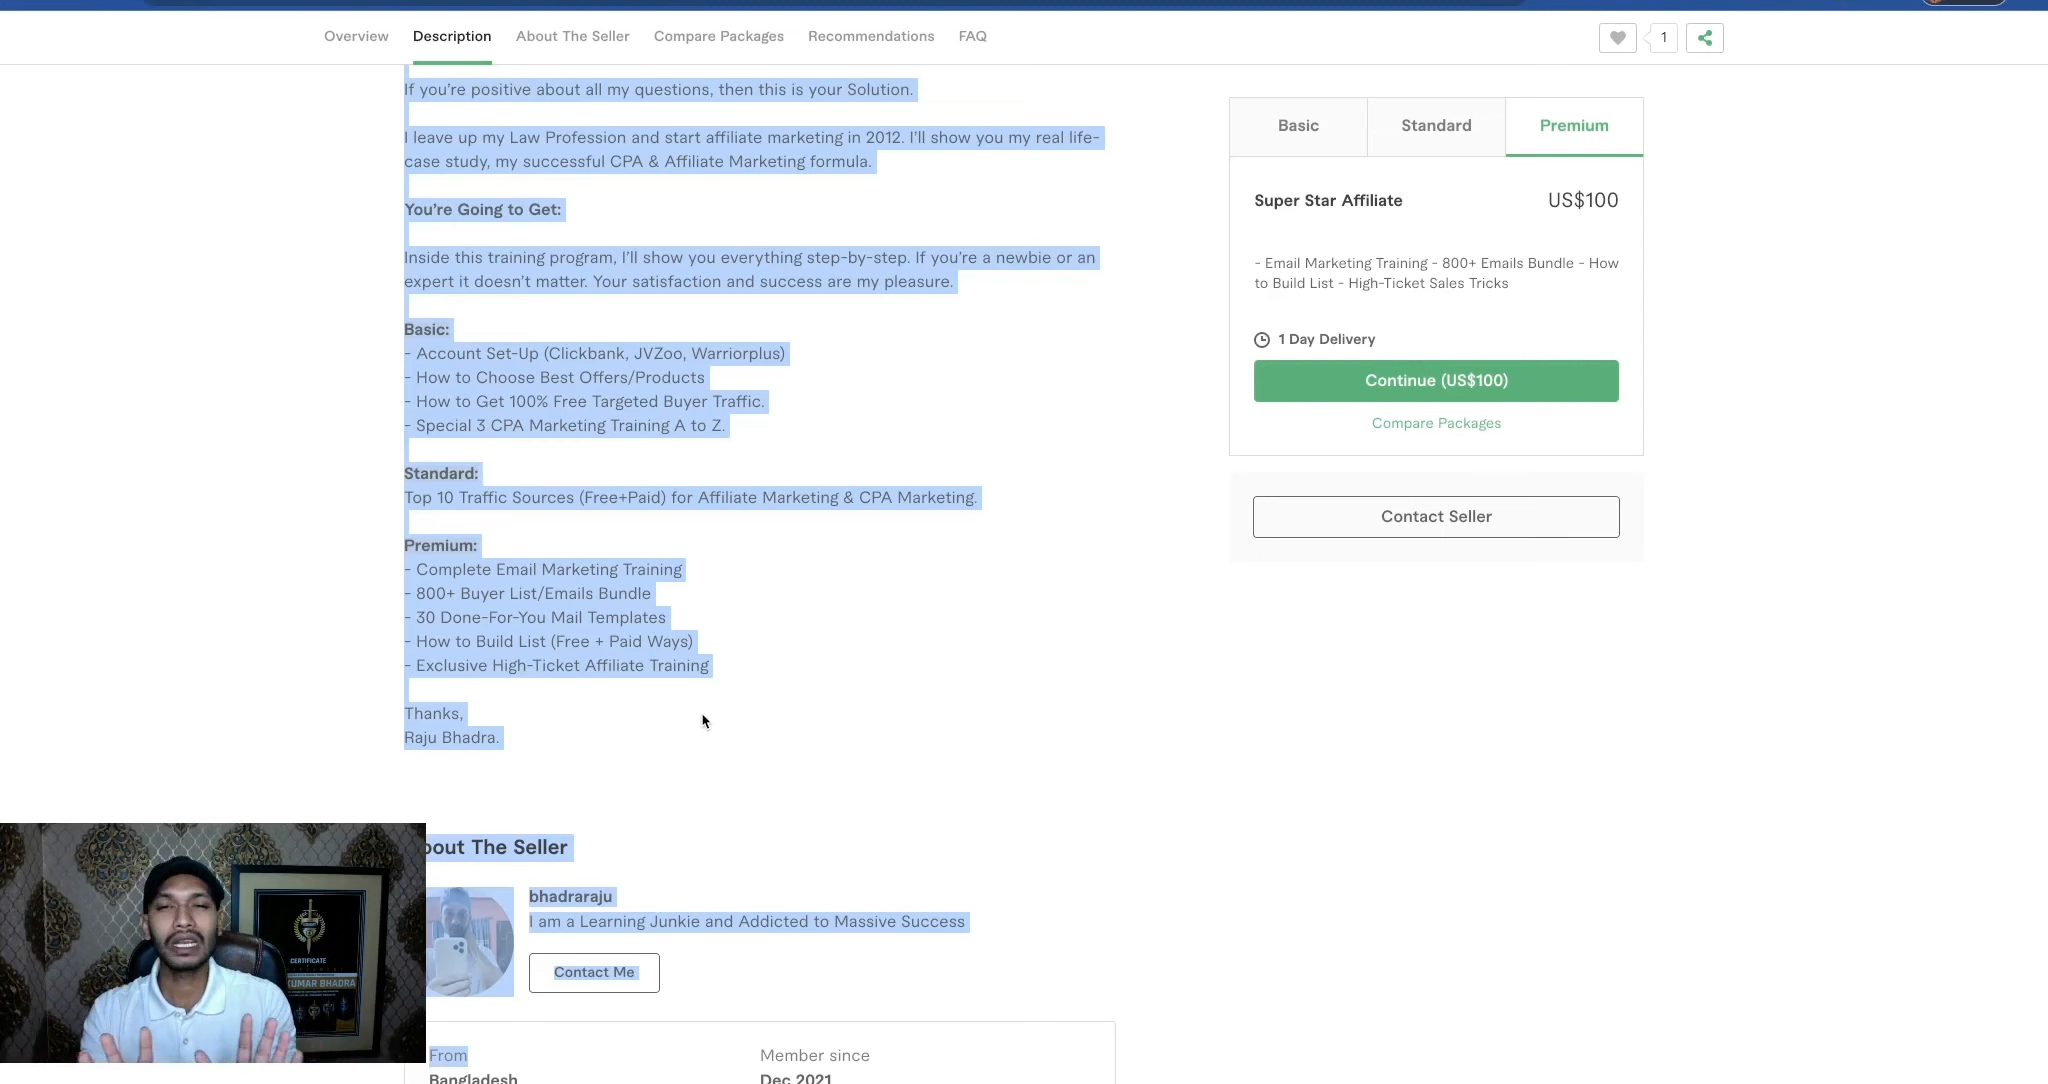 Overview
Description
About The Seller
Compare Packages
Recommendations
FAQ
1
If you're positive about all my questions, then this is your Solution.
I leave up my Law Profession and start affiliate marketing in 2012. I'll show you my real life-
case study, my successful CPA & Affiliate Marketing formula.
You're Going to Get:
Inside this training program, I'll show you everything step-by-step. If you're a newbie or an
expert it doesn't matter. Your satisfaction and success are my pleasure.
Basic:
- Account Set-Up (Clickbank, JVZoo, Warriorplus)
- How to Choose Best Offers/Products
- How to Get 100% Free Targeted Buyer Traffic.
- Special 3 CPA Marketing Training A to Z.
Standard:
Top 10 Traffic Sources (Free+Paid) for Affiliate Marketing & CPA Marketing.
Premium:
- Complete Email Marketing Training
- 800+ Buyer List/Emails Bundle
- 30 Done-For-You Mail Templates
- How to Build List (Free + Paid Ways)
- Exclusive High-Ticket Affiliate Training
Thanks,
Raju Bhadra.
Basic
Standard
Premium
Super Star Affiliate
US$100
- Email Marketing Training - 800+ Emails Bundle - How
to Build List - High-Ticket Sales Tricks
1 Day Delivery
Continue (US$100)
Compare Packages
Contact Seller
bout The Seller
bhadraraju
I am a Learning Junkie and Addicted to Massive Success
Contact Me
From
Bangladesh
Member since
Dec 2021
CERTIFICATE
KUMAR BHADRA